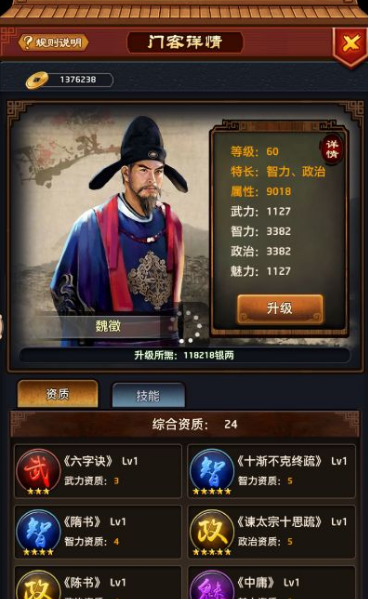 规则说明
门客详情
1376238
等级：60
详情
特长：智力、政治
属性：9018
武力：1127
智力：3382
政治：3382
魅力：1127
升级
魏徵
升级所需：118218银两
资质
技能
综合资质： 24
武
《六字诀》 Lv1
武力资质：3
智
《十渐不克终疏》 Lv1
智力资质：5
智
《隋书》 Lv1
智力资质：4
政
《谏太宗十思疏》 Lv1
政治资质：5
政
《陈书》 Lv1
魅
《中庸》 Lv1